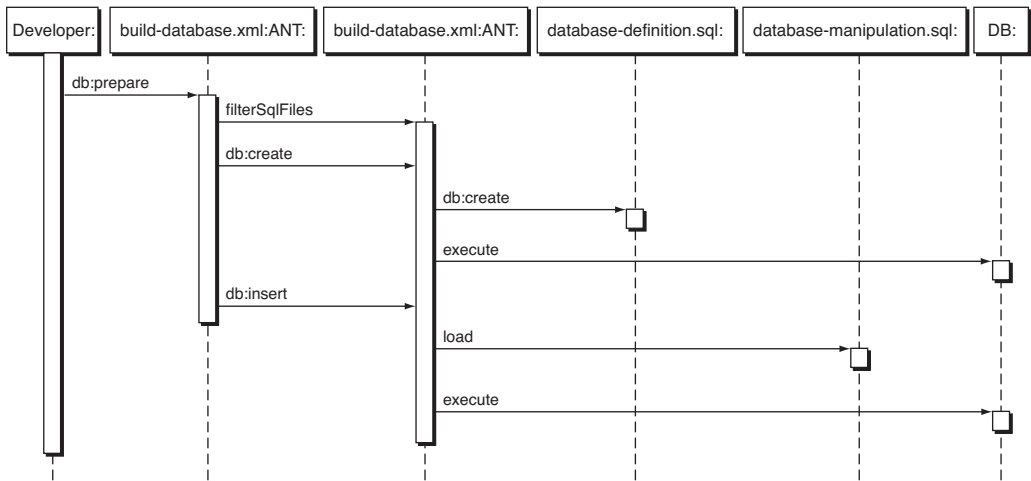 Developer:
build-database.xml:ANT:
build-database.xml:ANT:
database-definition.sql:
database-manipulation.sql:
DB:
db:prepare
filterSqlFiles
db:create
db:create
execute
db:insert
load
execute